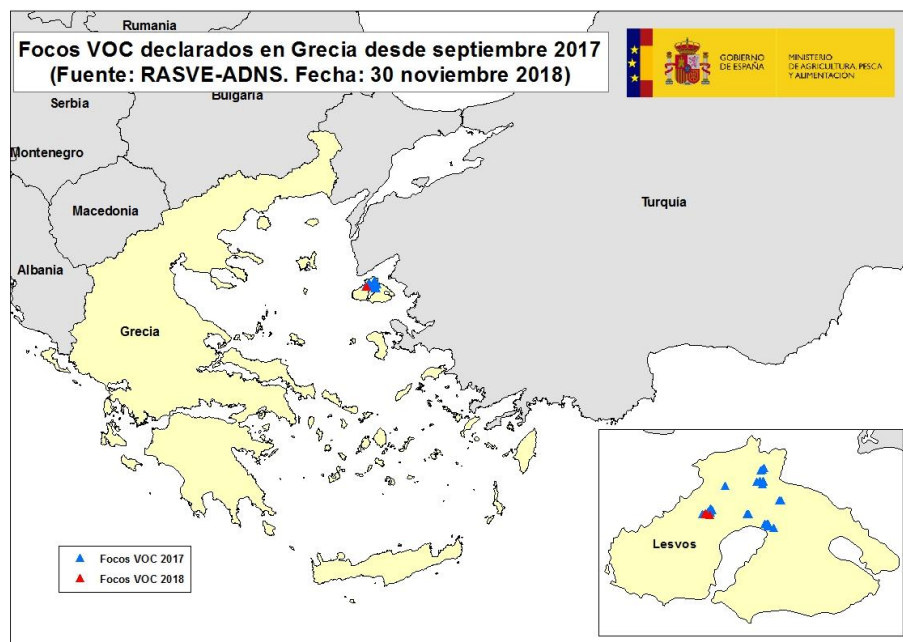 Rumania
Focos VOC declarados en Grecia desde septiembre 2017
(Fuente: RASVE-ADNS. Fecha: 30 noviembre 2018)
GOBIERNO
DE ESPAÑA
MINISTERIO
DE AGRICULTURA, PESCA
Y ALIMENTACIÓN
Bulgaria
Serbia
Montenegro
Macedonia
Turquia
Albania
Grecia
Lesvos
Focos VOC 2017
Focos VOC 2018